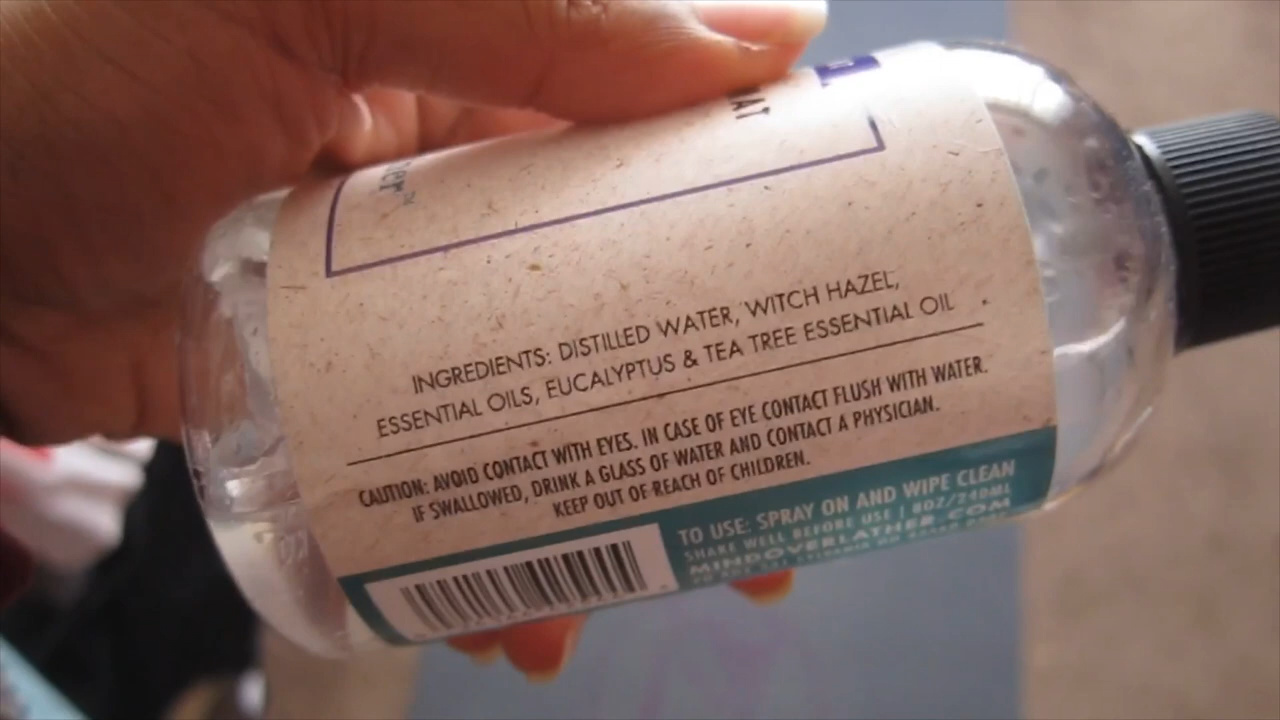 AT
INGREDIENTS: DISTILLED WATER, WITCH HAZEL,
ESSENTIAL OILS, EUCALYPTUS & TEA TREE ESSENTIAL OIL
CAUTION: AVOID CONTACT WITH EYES. IN CASE OF EYE CONTACT FLUSH WITH WATER.
IF SWALLOWED, DRINK A GLASS OF WATER AND CONTACT A PHYSICIAN.
KEEP OUT OF REACH OF CHILDREN.
TO USE: SPRAY ON AND WIPE CLEAN
SHAKE WELL BEFORE USE | 8OZ/240ML
MINDOVERLATHER.COM